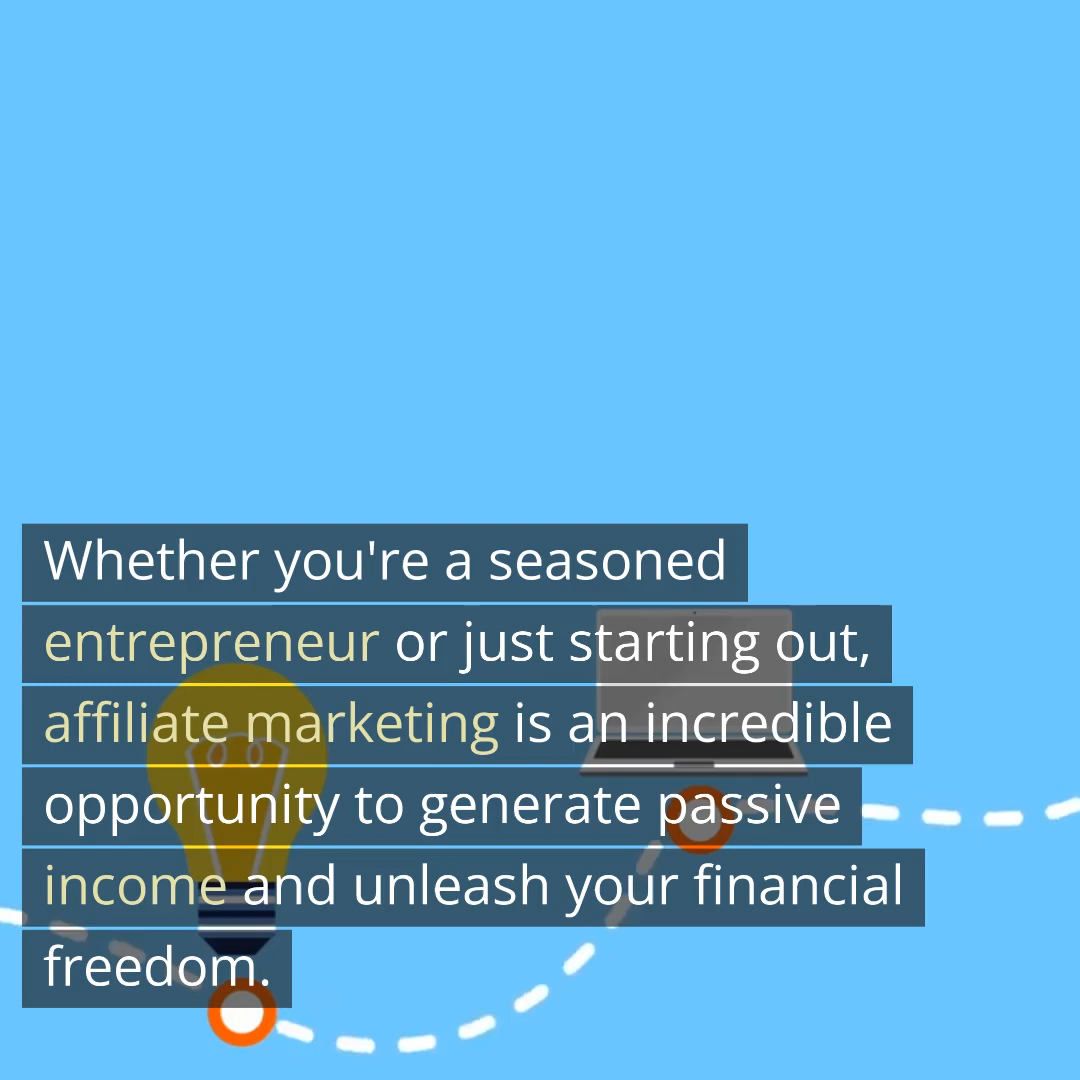 Whether you're a seasoned
entrepreneur or just starting out,
affiliate marketing is an incredible
opportunity to generate passive
income and unleash your financial
freedom.